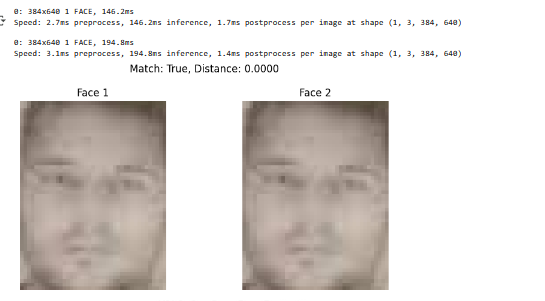 0: 384x640 1 FACE, 146.2ms
Speed: 2.7ms preprocess, 146.2ms inference, 1.7ms postprocess per image at shape (1, 3, 384, 640)
0: 384x640 1 FACE, 194.8ms
Speed: 3.1ms preprocess, 194.8ms inference, 1.4ms postprocess per image at shape (1, 3, 384, 640)
Match: True, Distance: 0.0000
Face 1
Face 2